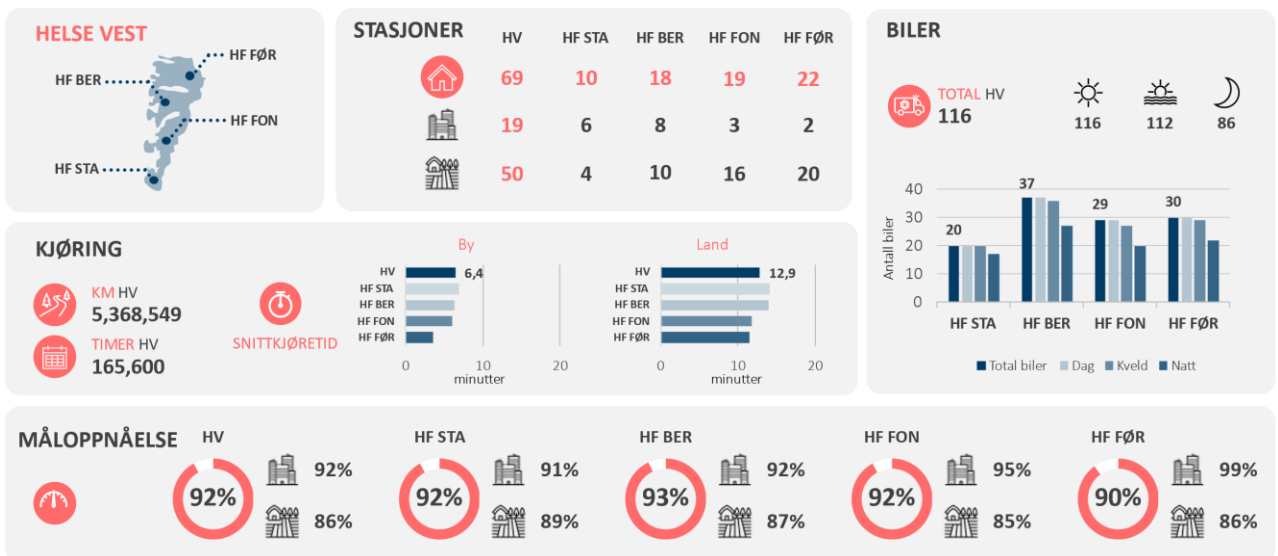 HELSE VEST
HF FØR
HF BER
HF FON
HF STA
STASJONER
HV HF STA HF BER HF FON HF FØR
69 10 18 19 22
19 6 8 3 2
50 4 10 16 20
BILER
TOTAL HV
116
116 112 86
37
40
30
29
30
20
20
10
0
Antall biler
HF STA HF BER HF FON HF FØR
Total biler Dag Kveld Natt
KJØRING
KM HV
5,368,549
TIMER HV
165,600
SNITTKJØRETID
By
HV 6,4
HF STA
HF BER
HF FON
HF FØR
0 10 20
minutter
Land
HV 12,9
HF STA
HF BER
HF FON
HF FØR
0 10 20
minutter
MÅLOPPNÅELSE
HV
92%
92%
86%
HF STA
92%
91%
89%
HF BER
93%
92%
87%
HF FON
92%
95%
85%
HF FØR
90%
99%
86%